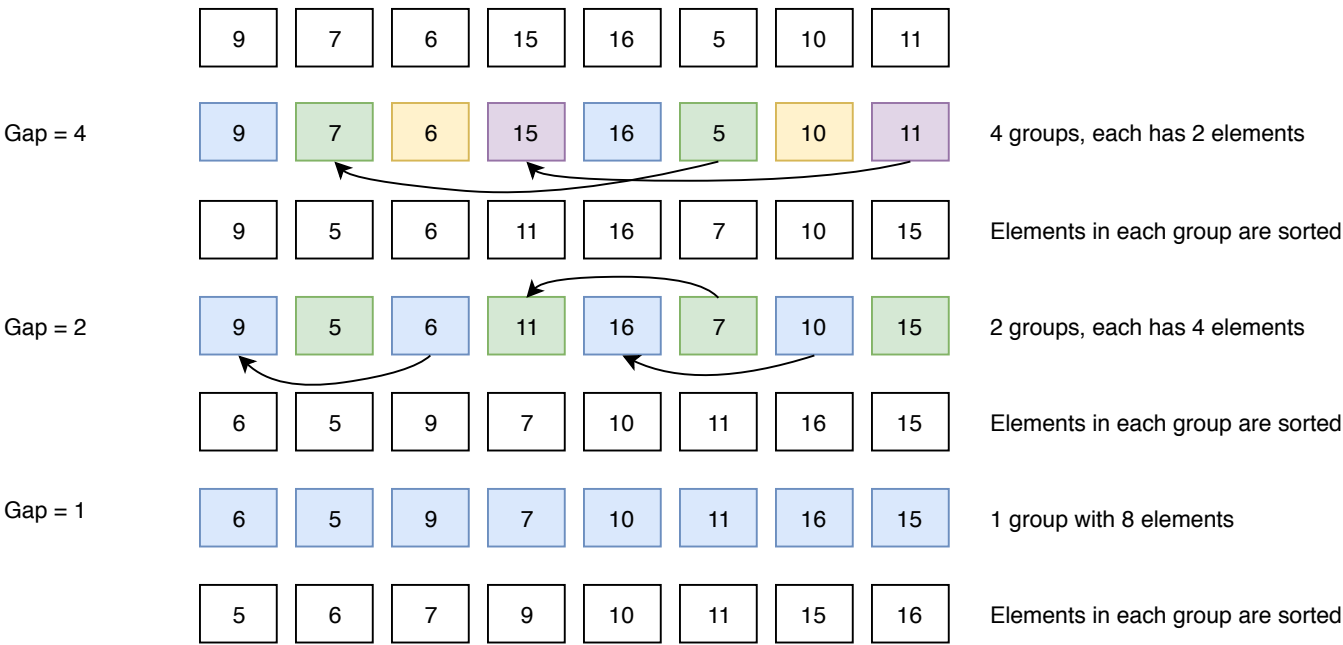 9 7 6 15 16 5 10 11
Gap = 4 9 7 6 15 16 5 10 11 4 groups, each has 2 elements
9 5 6 11 16 7 10 15 Elements in each group are sorted
Gap = 2 9 5 6 11 16 7 10 15 2 groups, each has 4 elements
6 5 9 7 10 11 16 15 Elements in each group are sorted
Gap = 1 6 5 9 7 10 11 16 15 1 group with 8 elements
5 6 7 9 10 11 15 16 Elements in each group are sorted